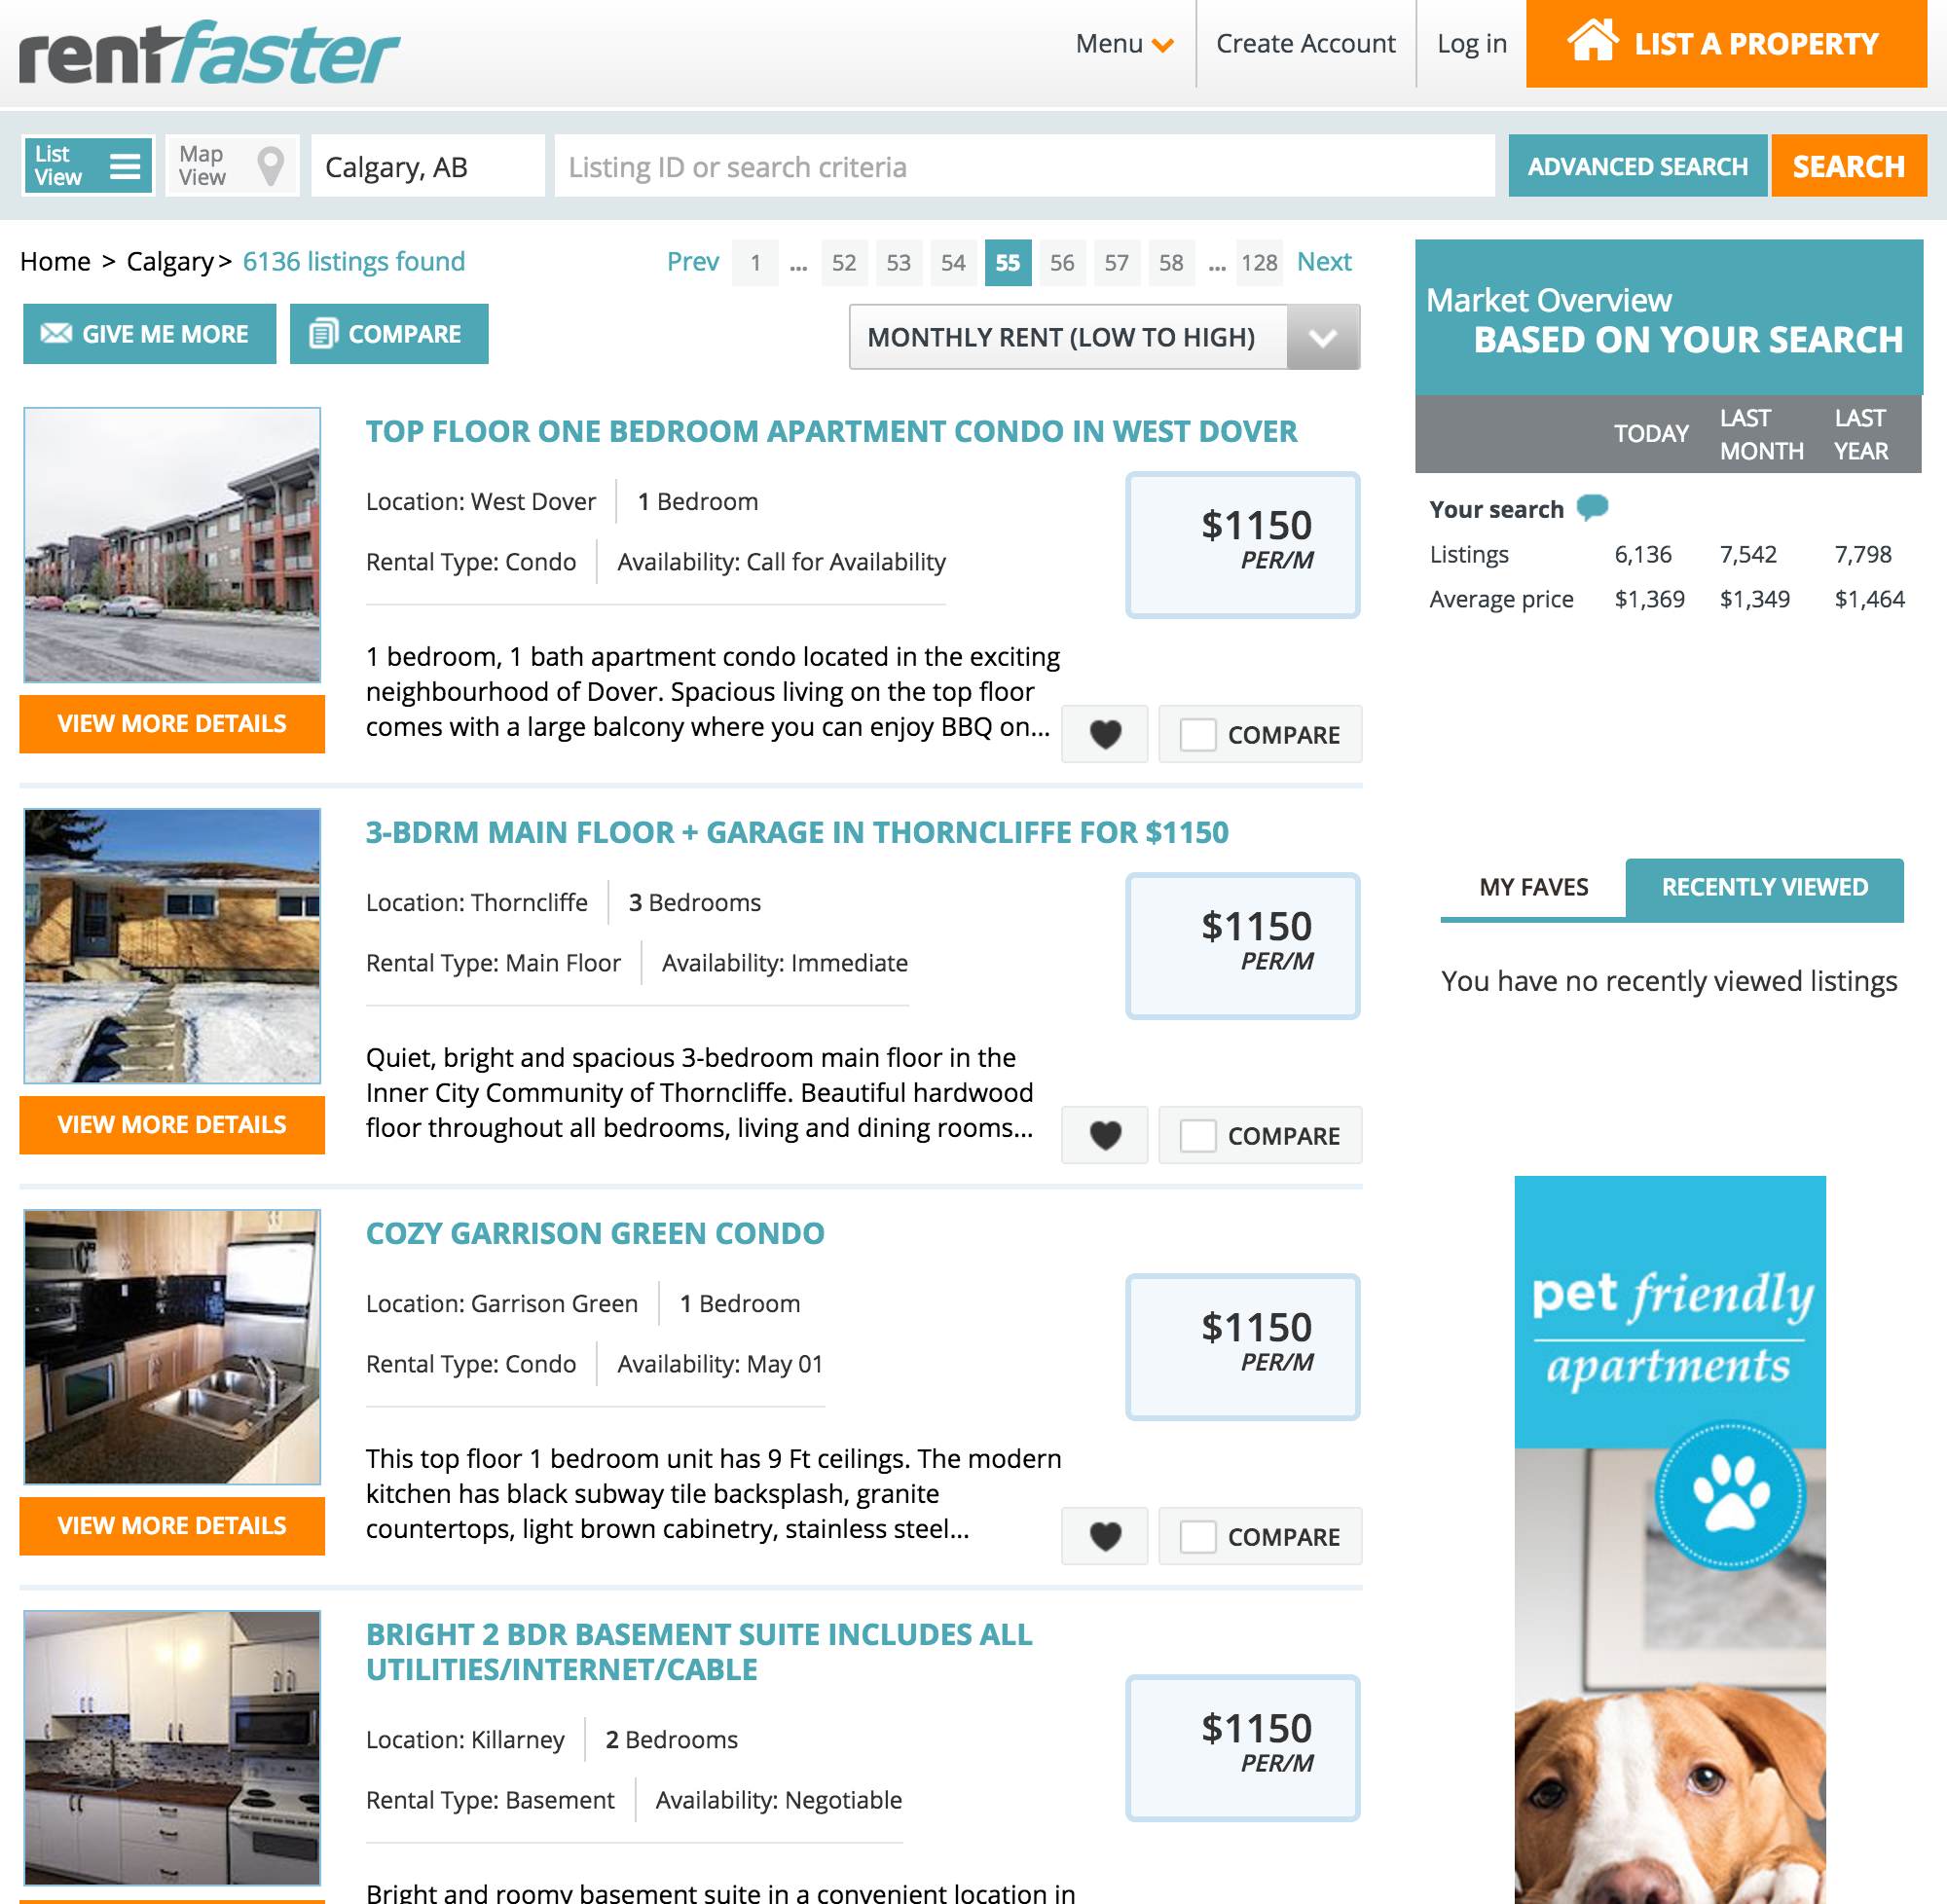 rentfaster
Menu
Create Account
Log in
LIST A PROPERTY
List View
Map View
Calgary, AB
Listing ID or search criteria
ADVANCED SEARCH
SEARCH
Home > Calgary > 6136 listings found
Prev 1 ... 52 53 54 55 56 57 58 ... 128 Next
GIVE ME MORE
COMPARE
MONTHLY RENT (LOW TO HIGH)
TOP FLOOR ONE BEDROOM APARTMENT CONDO IN WEST DOVER
Location: West Dover 1 Bedroom
Rental Type: Condo Availability: Call for Availability
$1150
PER/M
1 bedroom, 1 bath apartment condo located in the exciting
neighbourhood of Dover. Spacious living on the top floor
comes with a large balcony where you can enjoy BBQ on...
VIEW MORE DETAILS
COMPARE
3-BDRM MAIN FLOOR + GARAGE IN THORNCLIFFE FOR $1150
Location: Thorncliffe 3 Bedrooms
Rental Type: Main Floor Availability: Immediate
$1150
PER/M
Quiet, bright and spacious 3-bedroom main floor in the
Inner City Community of Thorncliffe. Beautiful hardwood
floor throughout all bedrooms, living and dining rooms...
VIEW MORE DETAILS
COMPARE
COZY GARRISON GREEN CONDO
Location: Garrison Green 1 Bedroom
Rental Type: Condo Availability: May 01
$1150
PER/M
This top floor 1 bedroom unit has 9 Ft ceilings. The modern
kitchen has black subway tile backsplash, granite
countertops, light brown cabinetry, stainless steel...
VIEW MORE DETAILS
COMPARE
BRIGHT 2 BDR BASEMENT SUITE INCLUDES ALL
UTILITIES/INTERNET/CABLE
Location: Killarney 2 Bedrooms
Rental Type: Basement Availability: Negotiable
$1150
PER/M
Bright and roomy basement suite in a convenient location in
Market Overview
BASED ON YOUR SEARCH
TODAY LAST MONTH LAST YEAR
Your search
Listings 6,136 7,542 7,798
Average price $1,369 $1,349 $1,464
MY FAVES
RECENTLY VIEWED
You have no recently viewed listings
pet friendly
apartments